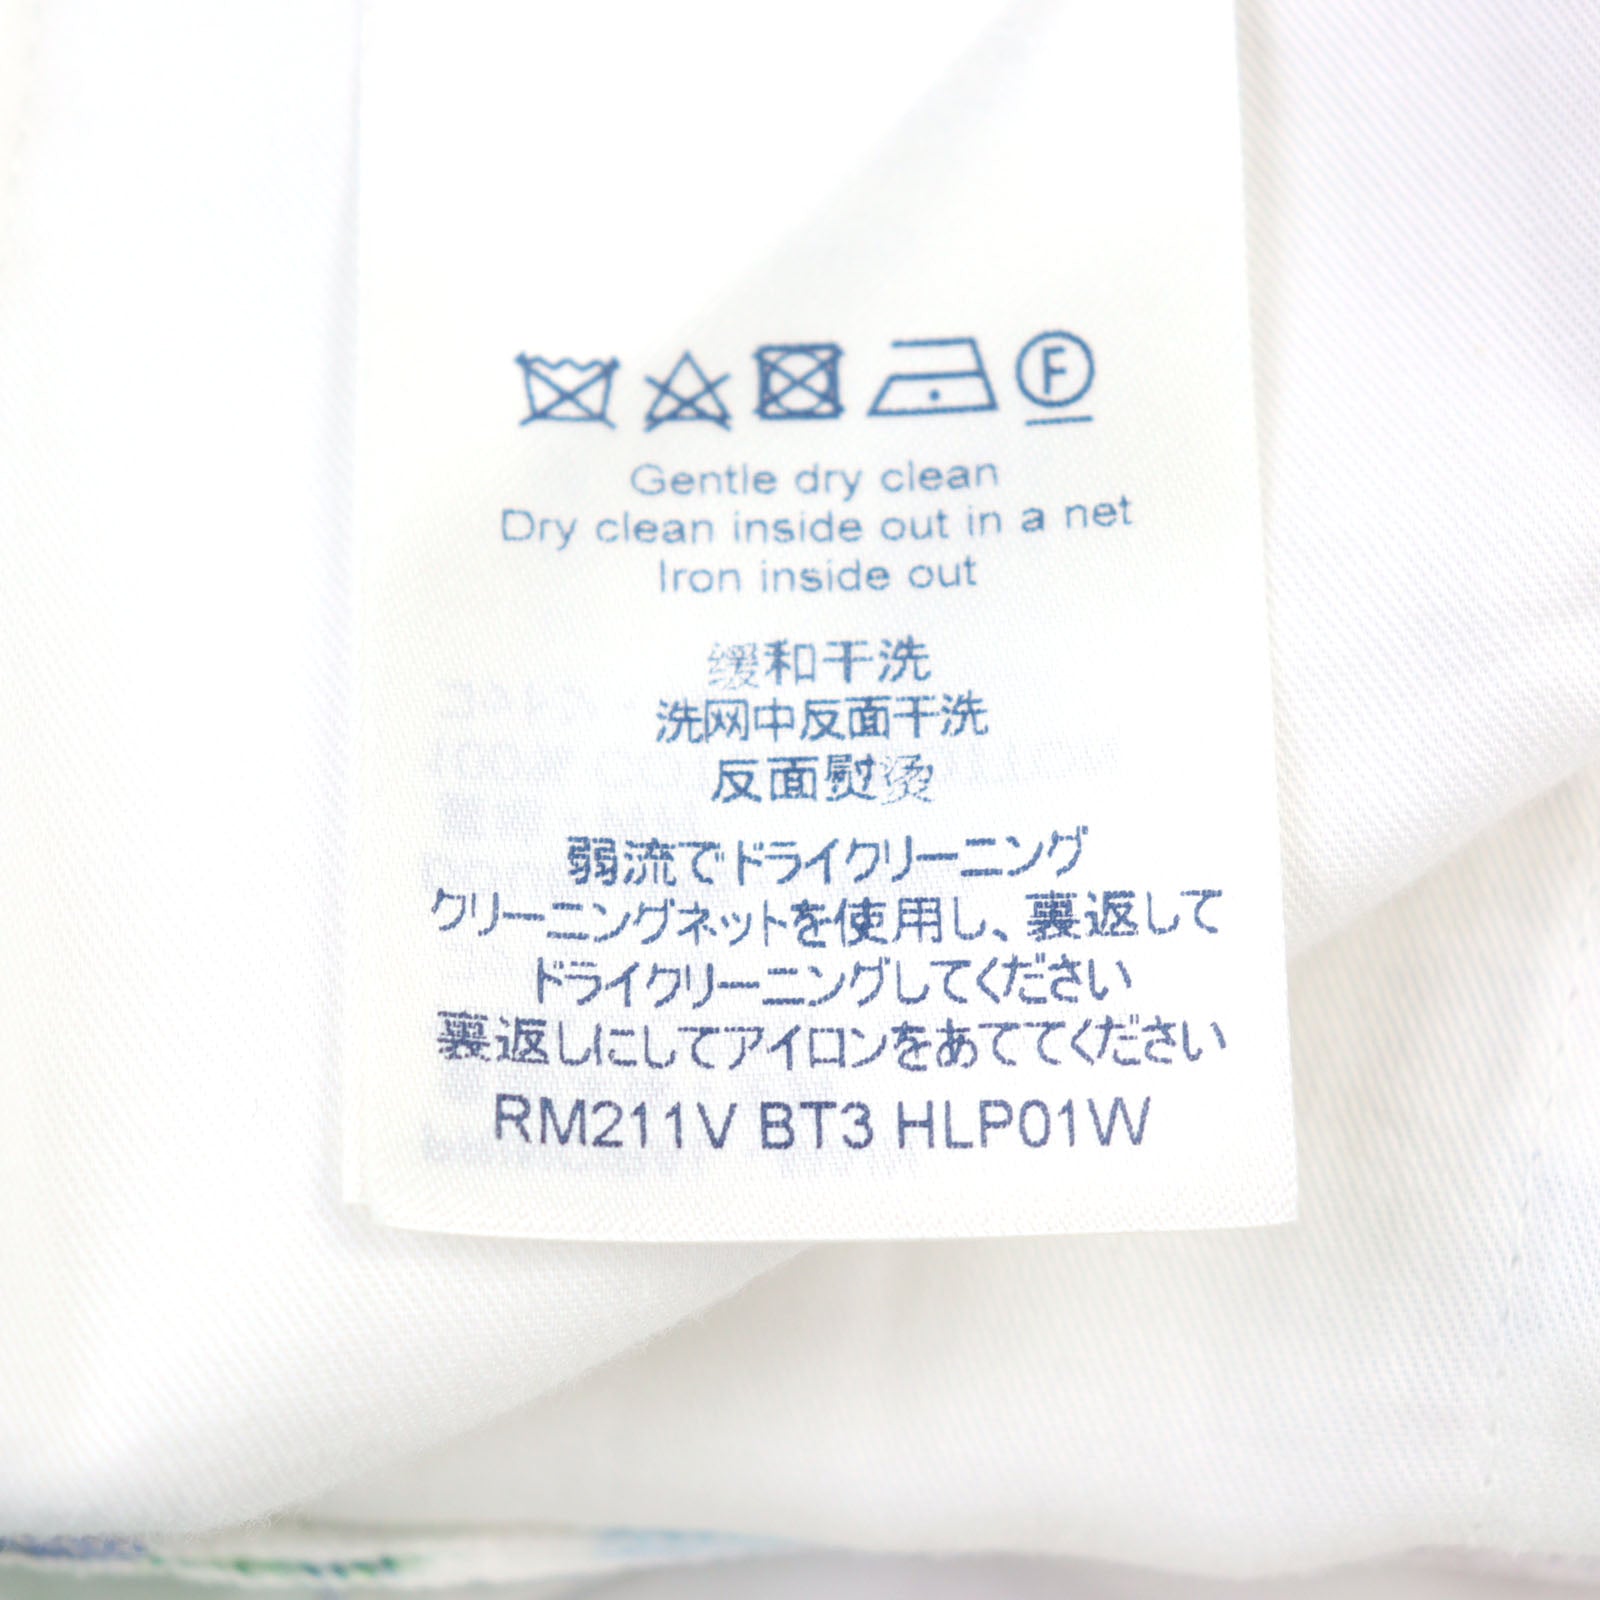 F
Gentle dry clean
Dry clean inside out in a net
Iron inside out
缓和干洗
洗网中反面干洗
反面熨烫
弱流でドライクリーニング
クリーニングネットを使用し、裏返して
ドライクリーニングしてください
裏返しにしてアイロンをあててください
RM211V BT3 HLP01W